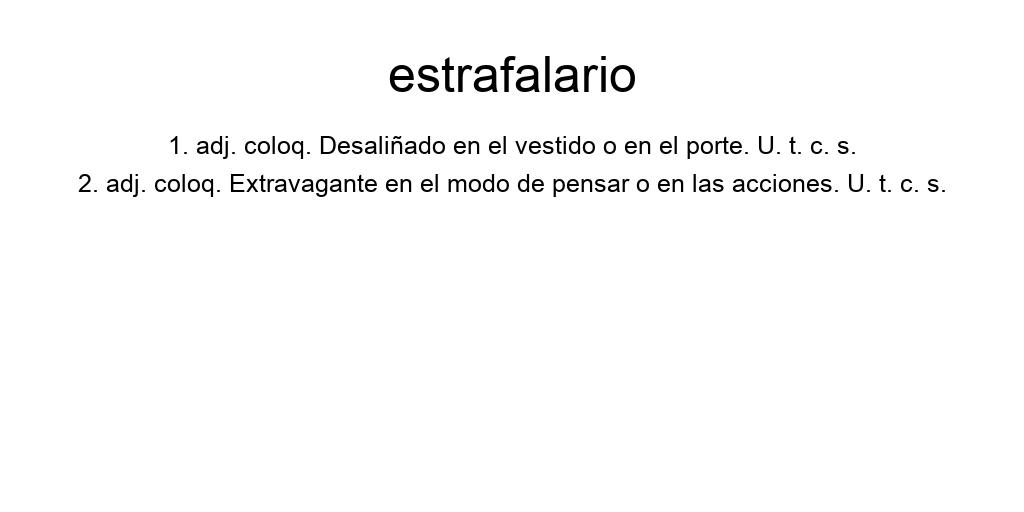 estrafalario
1. adj. coloq. Desaliñado en el vestido o en el porte. U. t. c. s.
2. adj. coloq. Extravagante en el modo de pensar o en las acciones. U. t. c. s.